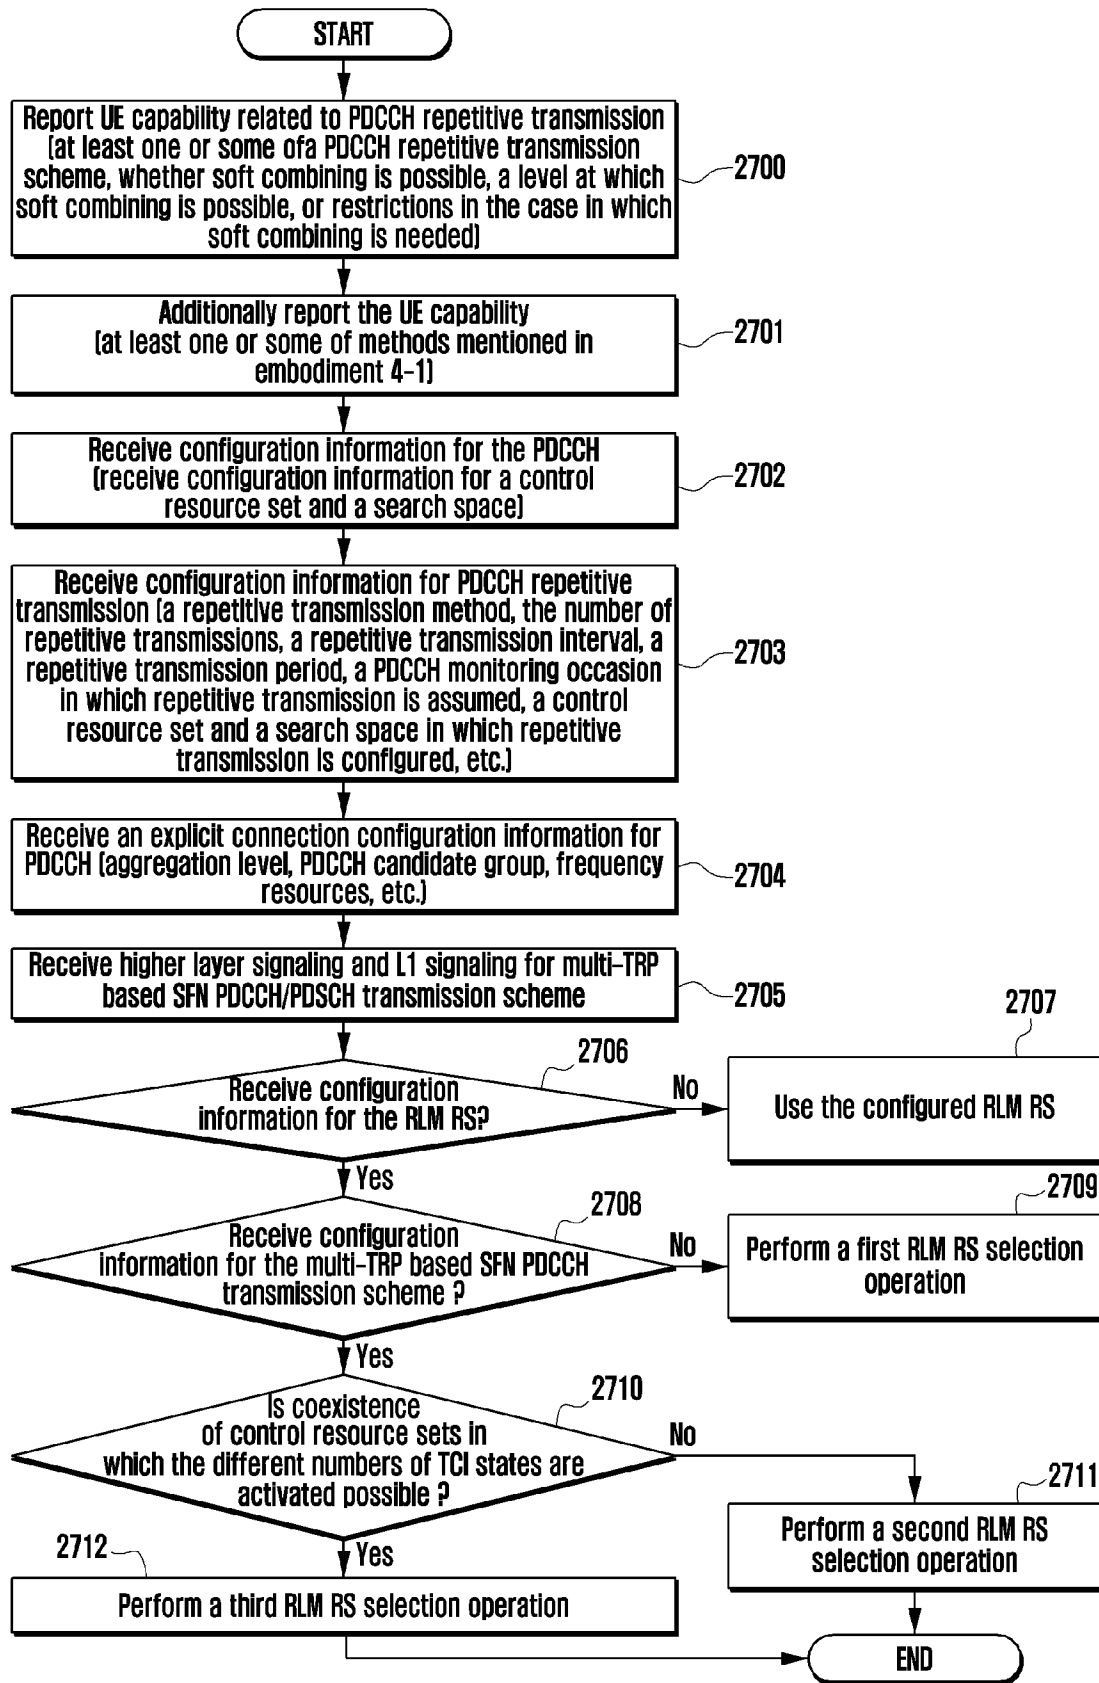 START
Report UE capability related to PDCCH repetitive transmission
(at least one or some ofa PDCCH repetitive transmission
scheme, whether soft combining is possible, a level at which
soft combining is possible, or restrictions in the case in which
soft combining is needed)
2700
Additionally report the UE capability
(at least one or some of methods mentioned in
embodiment 4-1)
2701
Receive configuration information for the PDCCH
(receive configuration information for a control
resource set and a search space)
2702
Receive configuration information for PDCCH repetitive
transmission (a repetitive transmission method, the number of
repetitive transmissions, a repetitive transmission interval, a
repetitive transmission period, a PDCCH monitoring occasion
in which repetitive transmission is assumed, a control
resource set and a search space in which repetitive
transmission is configured, etc.)
2703
Receive an explicit connection configuration information for
PDCCH (aggregation level, PDCCH candidate group, frequency
resources, etc.)
2704
Receive higher layer signaling and L1 signaling for multi-TRP
based SFN PDCCH/PDSCH transmission scheme
2705
2706
Receive configuration
information for the RLM RS?
No
Yes
2707
Use the configured RLM RS
2708
Receive configuration
information for the multi-TRP based SFN PDCCH
transmission scheme ?
No
Yes
2709
Perform a first RLM RS selection
operation
2710
Is coexistence
of control resource sets in
which the different numbers of TCI states are
activated possible ?
No
Yes
2711
Perform a second RLM RS
selection operation
2712
Perform a third RLM RS selection operation
END